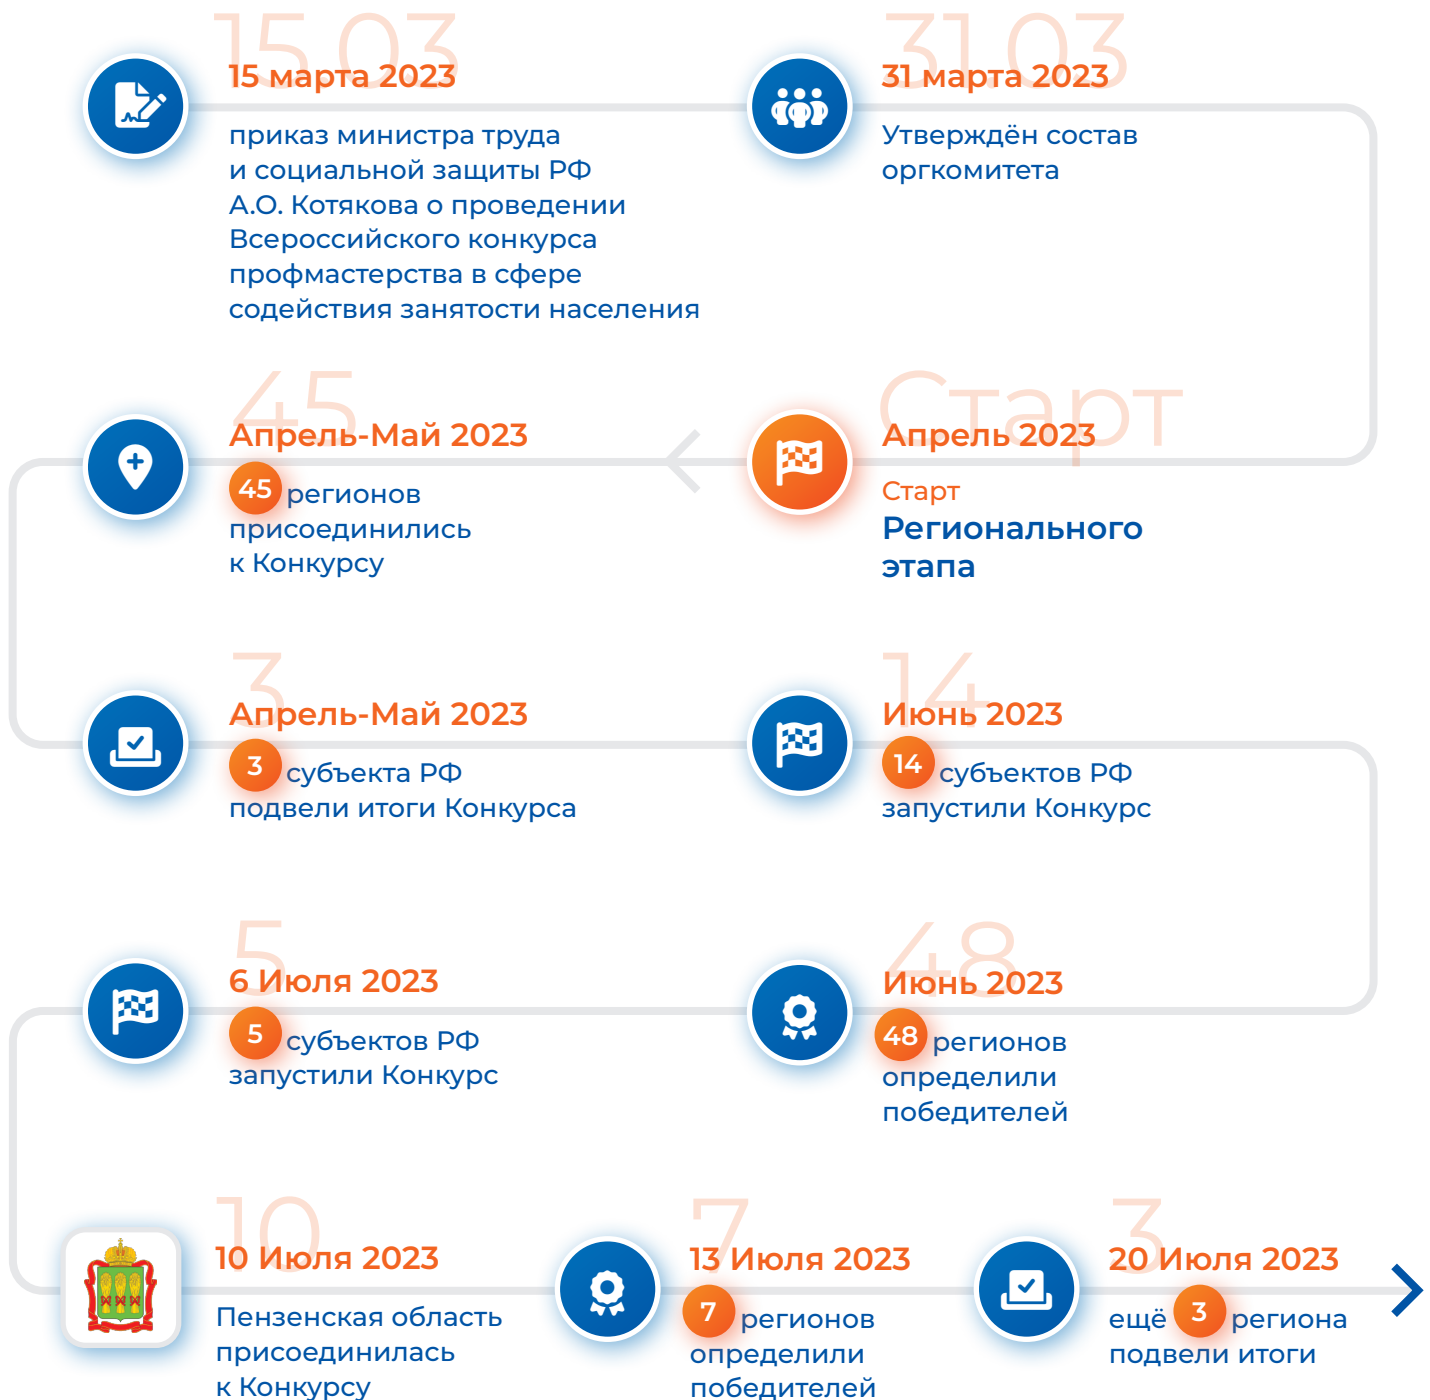 15.03
15 марта 2023
приказ министра труда
и социальной защиты РФ
А.О. Котякова о проведении
Всероссийского конкурса
профмастерства в сфере
содействия занятости населения
31.03
31 марта 2023
Утверждён состав
оргкомитета
Старт
Апрель 2023
Старт
Регионального
этапа
45
Апрель-Май 2023
45 регионов
присоединились
к Конкурсу
3
Апрель-Май 2023
3 субъекта РФ
подвели итоги Конкурса
14
Июнь 2023
14 субъектов РФ
запустили Конкурс
48
Июнь 2023
48 регионов
определили
победителей
5
6 Июля 2023
5 субъектов РФ
запустили Конкурс
10
10 Июля 2023
Пензенская область
присоединилась
к Конкурсу
7
13 Июля 2023
7 регионов
определили
победителей
3
20 Июля 2023
ещё 3 региона
подвели итоги